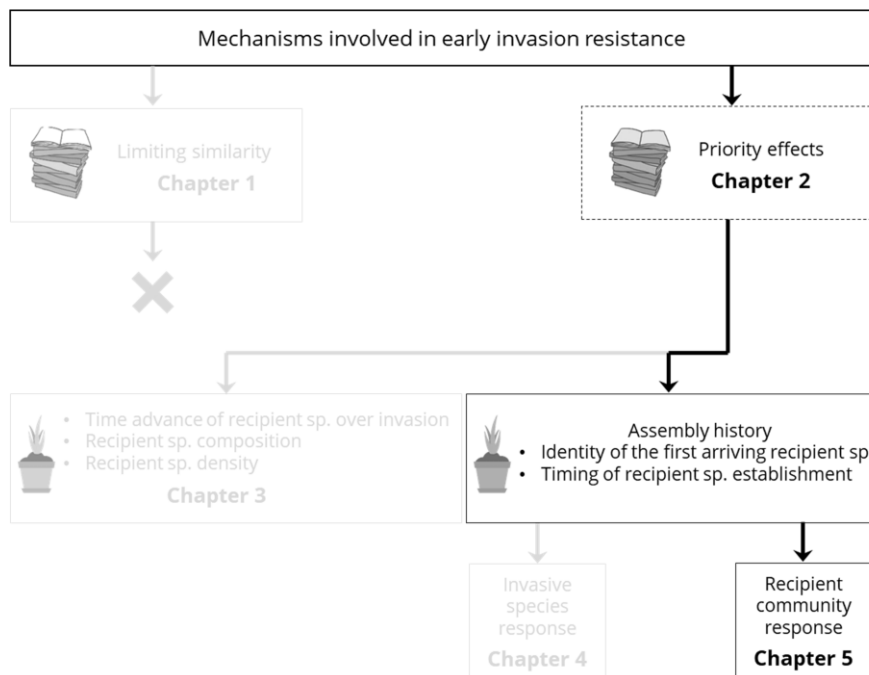 Mechanisms involved in early invasion resistance
Limiting similarity
Chapter 1
Priority effects
Chapter 2
• Time advance of recipient sp. over invasion
• Recipient sp. composition
• Recipient sp. density
Chapter 3
Assembly history
• Identity of the first arriving recipient sp
• Timing of recipient sp. establishment
Invasive
species
response
Chapter 4
Recipient
community
response
Chapter 5